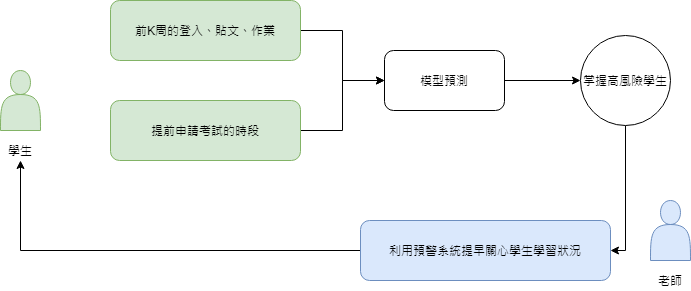 前K周的登入、貼文、作業
模型預測
掌握高風險學生
提前申請考試的時段
學生
利用預警系統提早關心學生學習狀況
老師